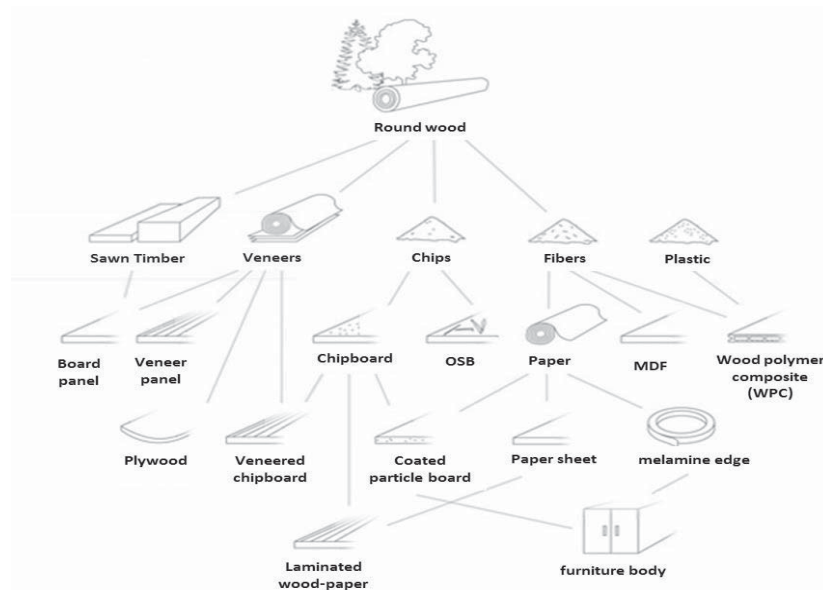 Round wood
Sawn Timber
Veneers
Chips
Fibers
Plastic
Board
panel
Veneer
panel
Chipboard
OSB
Paper
MDF
Wood polymer
composite
(WPC)
Plywood
Veneered
chipboard
Coated
particle board
Paper sheet
melamine edge
Laminated
wood-paper
furniture body